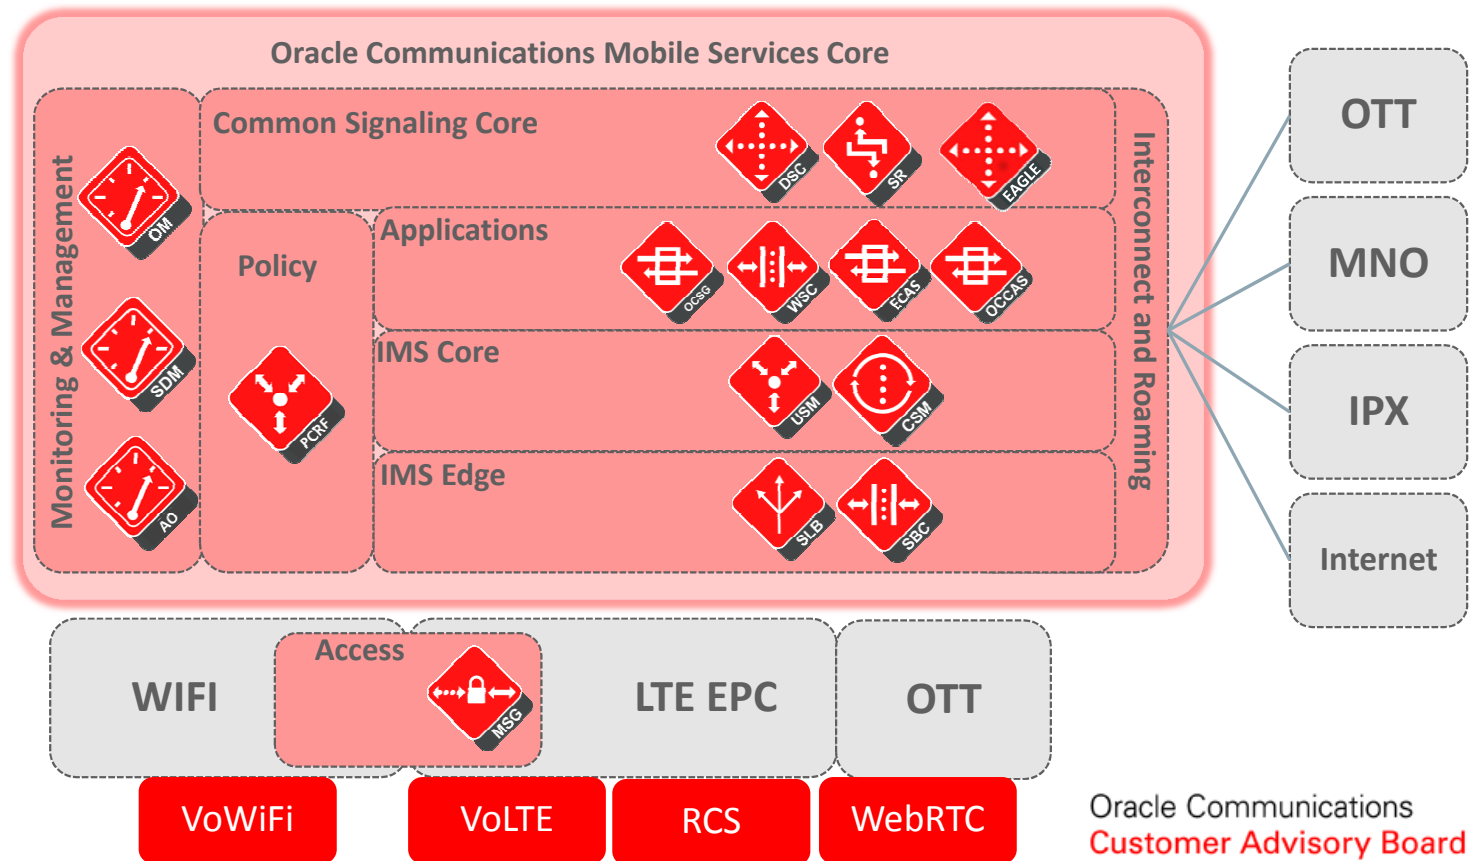 Oracle Communications Mobile Services Core
Monitoring & Management
OM
SDM
AO
Common Signaling Core
DSC
SR
EAGLE
Policy
PCRF
Applications
OCSG
WSC
ECAS
OCCAS
IMS Core
USM
CSM
IMS Edge
SLB
SBC
Interconnect and Roaming
OTT
MNO
IPX
Internet
WIFI
Access
MSG
LTE EPC
OTT
VoWiFi
VoLTE
RCS
WebRTC
Oracle Communications
Customer Advisory Board